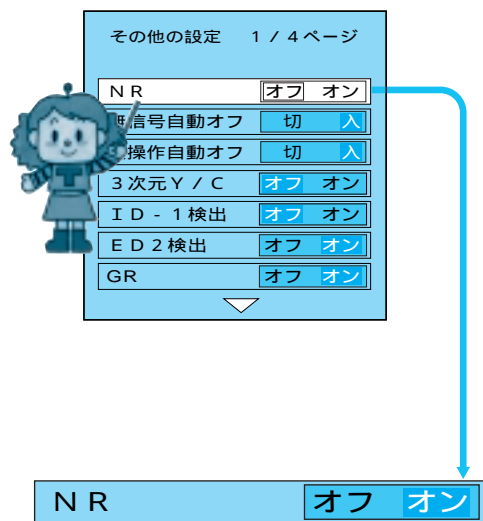 その他の設定 1/4ページ
NR オフ オン
信号自動オフ 切 入
操作自動オフ 切 入
3次元Y/C オフ オン
ID-1検出 オフ オン
ED2検出 オフ オン
GR オフ オン
NR オフ オン